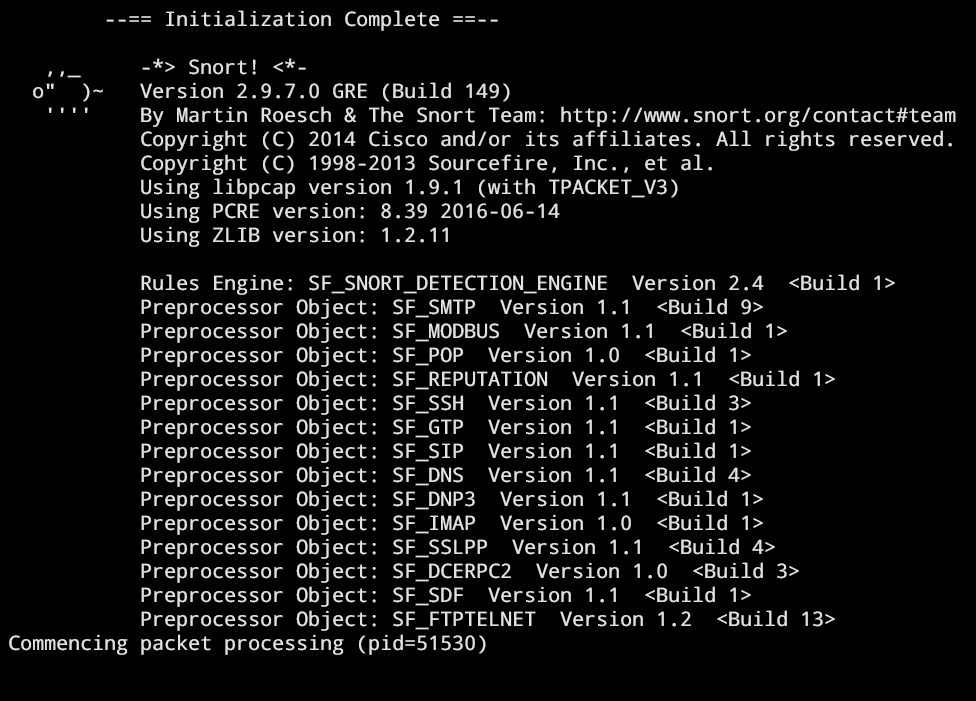 --== Initialization Complete ==--
,,_ -*> Snort! <*-
o" )~ Version 2.9.7.0 GRE (Build 149)
'''' By Martin Roesch & The Snort Team: http://www.snort.org/contact#team
Copyright (C) 2014 Cisco and/or its affiliates. All rights reserved.
Copyright (C) 1998-2013 Sourcefire, Inc., et al.
Using libpcap version 1.9.1 (with TPACKET_V3)
Using PCRE version: 8.39 2016-06-14
Using ZLIB version: 1.2.11
Rules Engine: SF_SNORT_DETECTION_ENGINE Version 2.4 <Build 1>
Preprocessor Object: SF_SMTP Version 1.1 <Build 9>
Preprocessor Object: SF_MODBUS Version 1.1 <Build 1>
Preprocessor Object: SF_POP Version 1.0 <Build 1>
Preprocessor Object: SF_REPUTATION Version 1.1 <Build 1>
Preprocessor Object: SF_SSH Version 1.1 <Build 3>
Preprocessor Object: SF_GTP Version 1.1 <Build 1>
Preprocessor Object: SF_SIP Version 1.1 <Build 1>
Preprocessor Object: SF_DNS Version 1.1 <Build 4>
Preprocessor Object: SF_DNP3 Version 1.1 <Build 1>
Preprocessor Object: SF_IMAP Version 1.0 <Build 1>
Preprocessor Object: SF_SSLPP Version 1.1 <Build 4>
Preprocessor Object: SF_DCERPC2 Version 1.0 <Build 3>
Preprocessor Object: SF_SDF Version 1.1 <Build 1>
Preprocessor Object: SF_FTPTELNET Version 1.2 <Build 13>
Commencing packet processing (pid=51530)